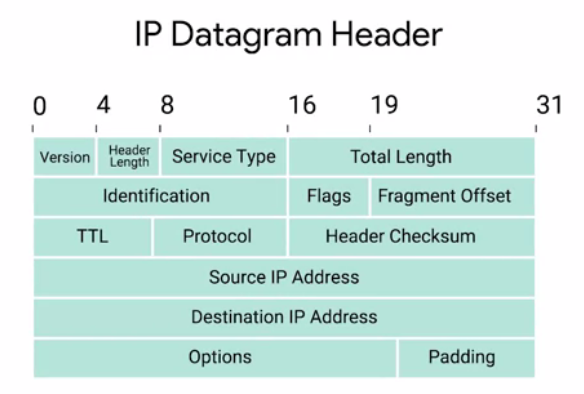 IP Datagram Header
0 4 8 16 19 31
Version Header Length Service Type Total Length
Identification Flags Fragment Offset
TTL Protocol Header Checksum
Source IP Address
Destination IP Address
Options Padding